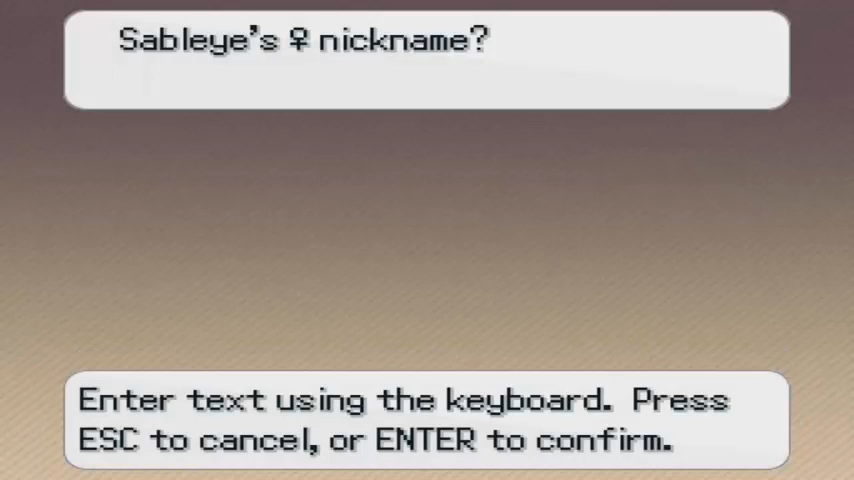 Sableye's ♀ nickname?
Enter text using the keyboard. Press
ESC to cancel, or ENTER to confirm.